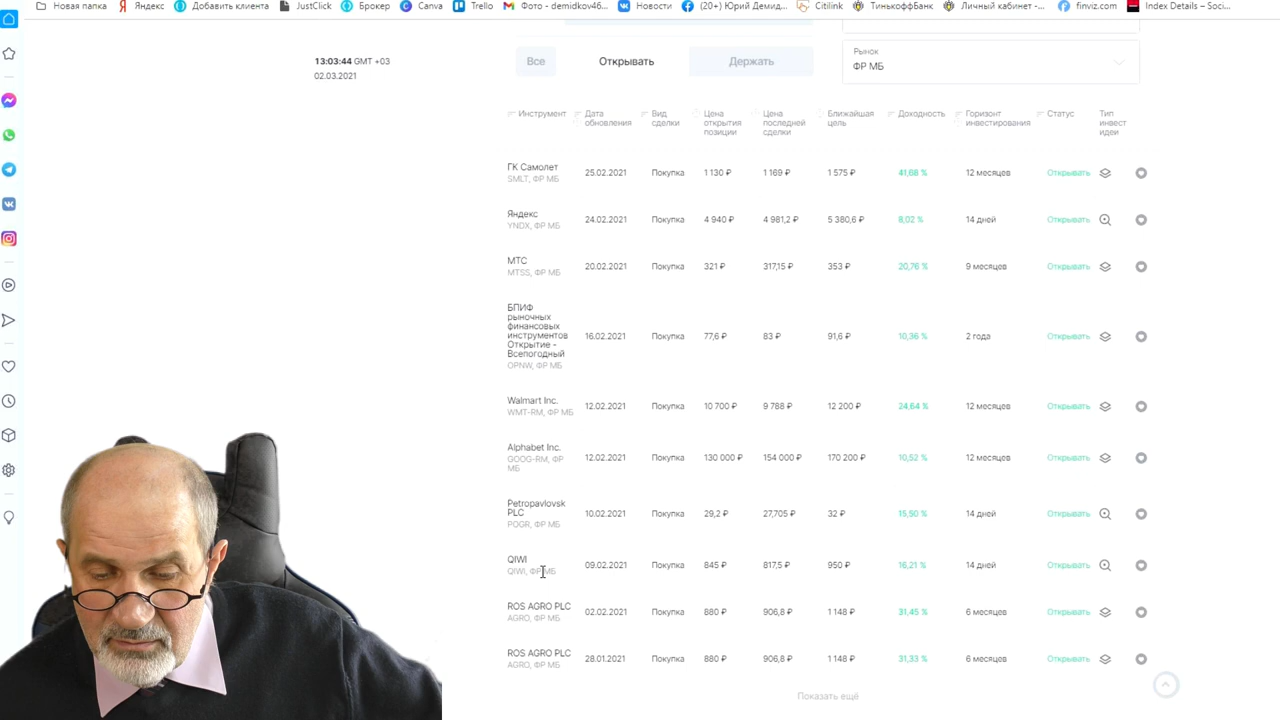 Новая папка Яндекс Добавить клиента JustClick Брокер Canva Trello Фото - demidkov46... Новости (20+) Юрий Демид... Citilink ТинькоффБанк Личный кабинет -... finviz.com Index Details – Soci...
13:03:44 GMT +03
02.03.2021
Все Открывать Держать
Рынок
ФР МБ
Инструмент
Дата обновления
Вид сделки
Цена открытия позиции
Цена последней сделки
Ближайшая цель
Доходность
Горизонт инвестирования
Статус
Тип инвест идеи
ГК Самолет
SMLT, ФР МБ
25.02.2021 Покупка 1 130 ₽ 1 169 ₽ 1 575 ₽ 41,68 % 12 месяцев Открывать
Яндекс
YNDX, ФР МБ
24.02.2021 Покупка 4 940 ₽ 4 981,2 ₽ 5 380,6 ₽ 8,02 % 14 дней Открывать
МТС
MTSS, ФР МБ
20.02.2021 Покупка 321 ₽ 317,15 ₽ 353 ₽ 20,76 % 9 месяцев Открывать
БПИФ
рыночных
финансовых
инструментов
Открытие -
Всепогодный
OPNW, ФР МБ
16.02.2021 Покупка 77,6 ₽ 83 ₽ 91,6 ₽ 10,36 % 2 года Открывать
Walmart Inc.
WMT-RM, ФР МБ
12.02.2021 Покупка 10 700 ₽ 9 788 ₽ 12 200 ₽ 24,64 % 12 месяцев Открывать
Alphabet Inc.
GOOG-RM, ФР
МБ
12.02.2021 Покупка 130 000 ₽ 154 000 ₽ 170 200 ₽ 10,52 % 12 месяцев Открывать
Petropavlovsk
PLC
POGR, ФР МБ
10.02.2021 Покупка 29,2 ₽ 27,705 ₽ 32 ₽ 15,50 % 14 дней Открывать
QIWI
QIWI, ФР МБ
09.02.2021 Покупка 845 ₽ 817,5 ₽ 950 ₽ 16,21 % 14 дней Открывать
ROS AGRO PLC
AGRO, ФР МБ
02.02.2021 Покупка 880 ₽ 906,8 ₽ 1 148 ₽ 31,45 % 6 месяцев Открывать
ROS AGRO PLC
AGRO, ФР МБ
28.01.2021 Покупка 880 ₽ 906,8 ₽ 1 148 ₽ 31,33 % 6 месяцев Открывать
Показать ещё